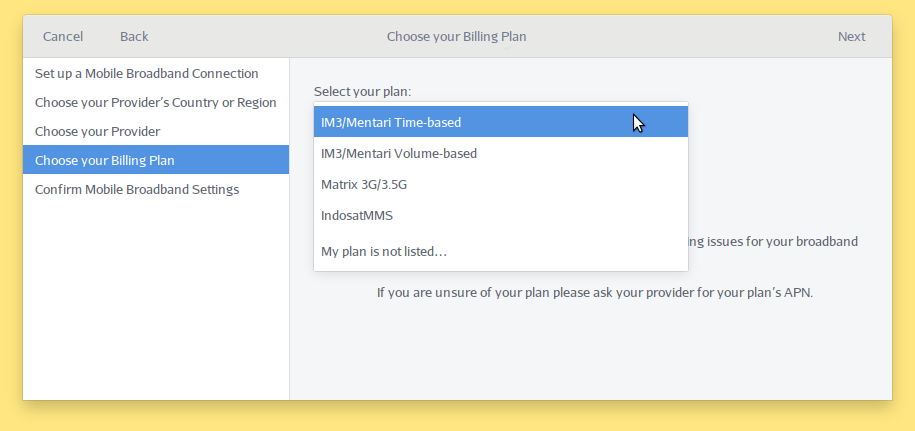 Cancel
Back
Choose your Billing Plan
Next
Set up a Mobile Broadband Connection
Choose your Provider's Country or Region
Choose your Provider
Choose your Billing Plan
Confirm Mobile Broadband Settings
Select your plan:
IM3/Mentari Time-based
IM3/Mentari Volume-based
Matrix 3G/3.5G
IndosatMMS
My plan is not listed…
issues for your broadband
If you are unsure of your plan please ask your provider for your plan's APN.